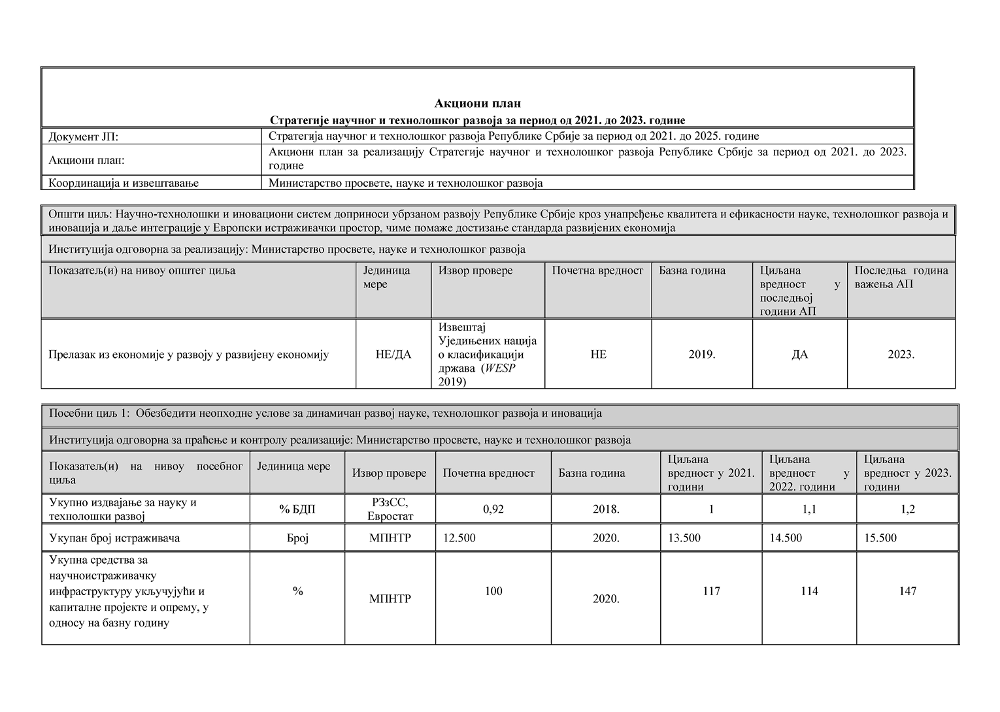 Акциони план
Стратегије научног и технолошког развоја за период од 2021. до 2023. године
Документ ЈП:
Стратегија научног и технолошког развоја Републике Србије за период од 2021. до 2025. године
Акциони план:
Акциони план за реализацију Стратегије научног и технолошког развоја Републике Србије за период од 2021. до 2023.
године
Координација и извештавање
Министарство просвете, науке и технолошког развоја
Општи циљ: Научно-технолошки и иновациони систем доприноси убрзаном развоју Републике Србије кроз унапређење квалитета и ефикасности науке, технолошког развоја и
иновација и даље интеграције у Европски истраживачки простор, чиме помаже достизање стандарда развијених економија
Институција одговорна за реализацију: Министарство просвете, науке и технолошког развоја
Показатељ(и) на нивоу општег циља
Јединица
мере
Извор провере
Почетна вредност
Базна година
Циљана
вредност у
последњој
години АП
Последња година
важења АП
Прелазак из економије у развоју у развијену економију
НЕ/ДА
Извештај
Уједињених нација
о класификацији
држава (WESP
2019)
НЕ
2019.
ДА
2023.
Посебни циљ 1: Обезбедити неопходне услове за динамичан развој науке, технолошког развоја и иновација
Институција одговорна за праћење и контролу реализације: Министарство просвете, науке и технолошког развоја
Показатељ(и) на нивоу посебног
циља
Јединица мере
Извор провере
Почетна вредност
Базна година
Циљана
вредност у 2021.
години
Циљана
вредност у
2022. години
Циљана
вредност у 2023.
години
Укупно издвајање за науку и
технолошки развој
% БДП
РЗзСС,
Евростат
0,92
2018.
1
1,1
1,2
Укупан број истраживача
Број
МПНТР
12.500
2020.
13.500
14.500
15.500
Укупна средства за
научноистраживачку
инфраструктуру укључујући и
капиталне пројекте и опрему, у
односу на базну годину
%
МПНТР
100
2020.
117
114
147